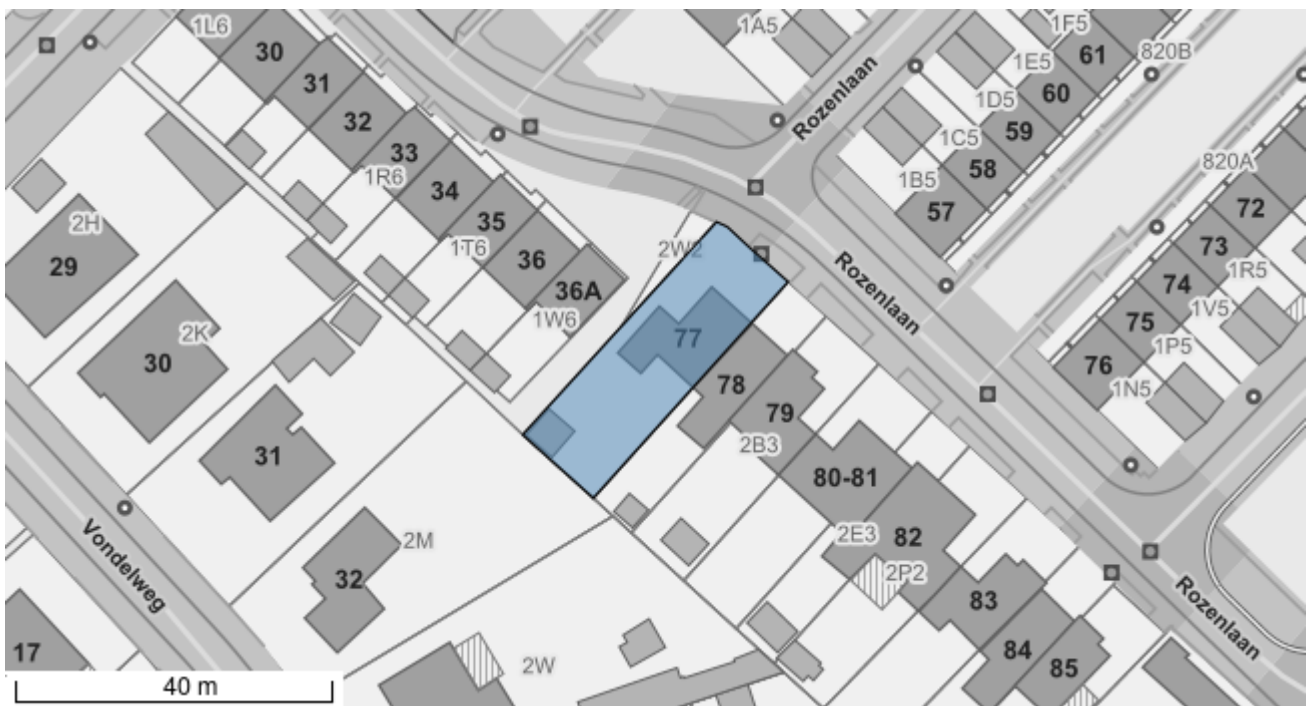 1L6
30
31
32
33
34
35
36
36A
1R6
1T6
1W6
1A5
Rozenlaan
1F5
61
1E5
60
1D5
59
1C5
58
1B5
57
820B
820A
72
73
74
75
76
1R5
1V5
1P5
1N5
2H
29
2K
30
31
2M
32
Vondelweg
17
2W2
77
78
79
2B3
80-81
82
2E3
2P2
83
84
85
2W
Rozenlaan
Rozenlaan
40 m